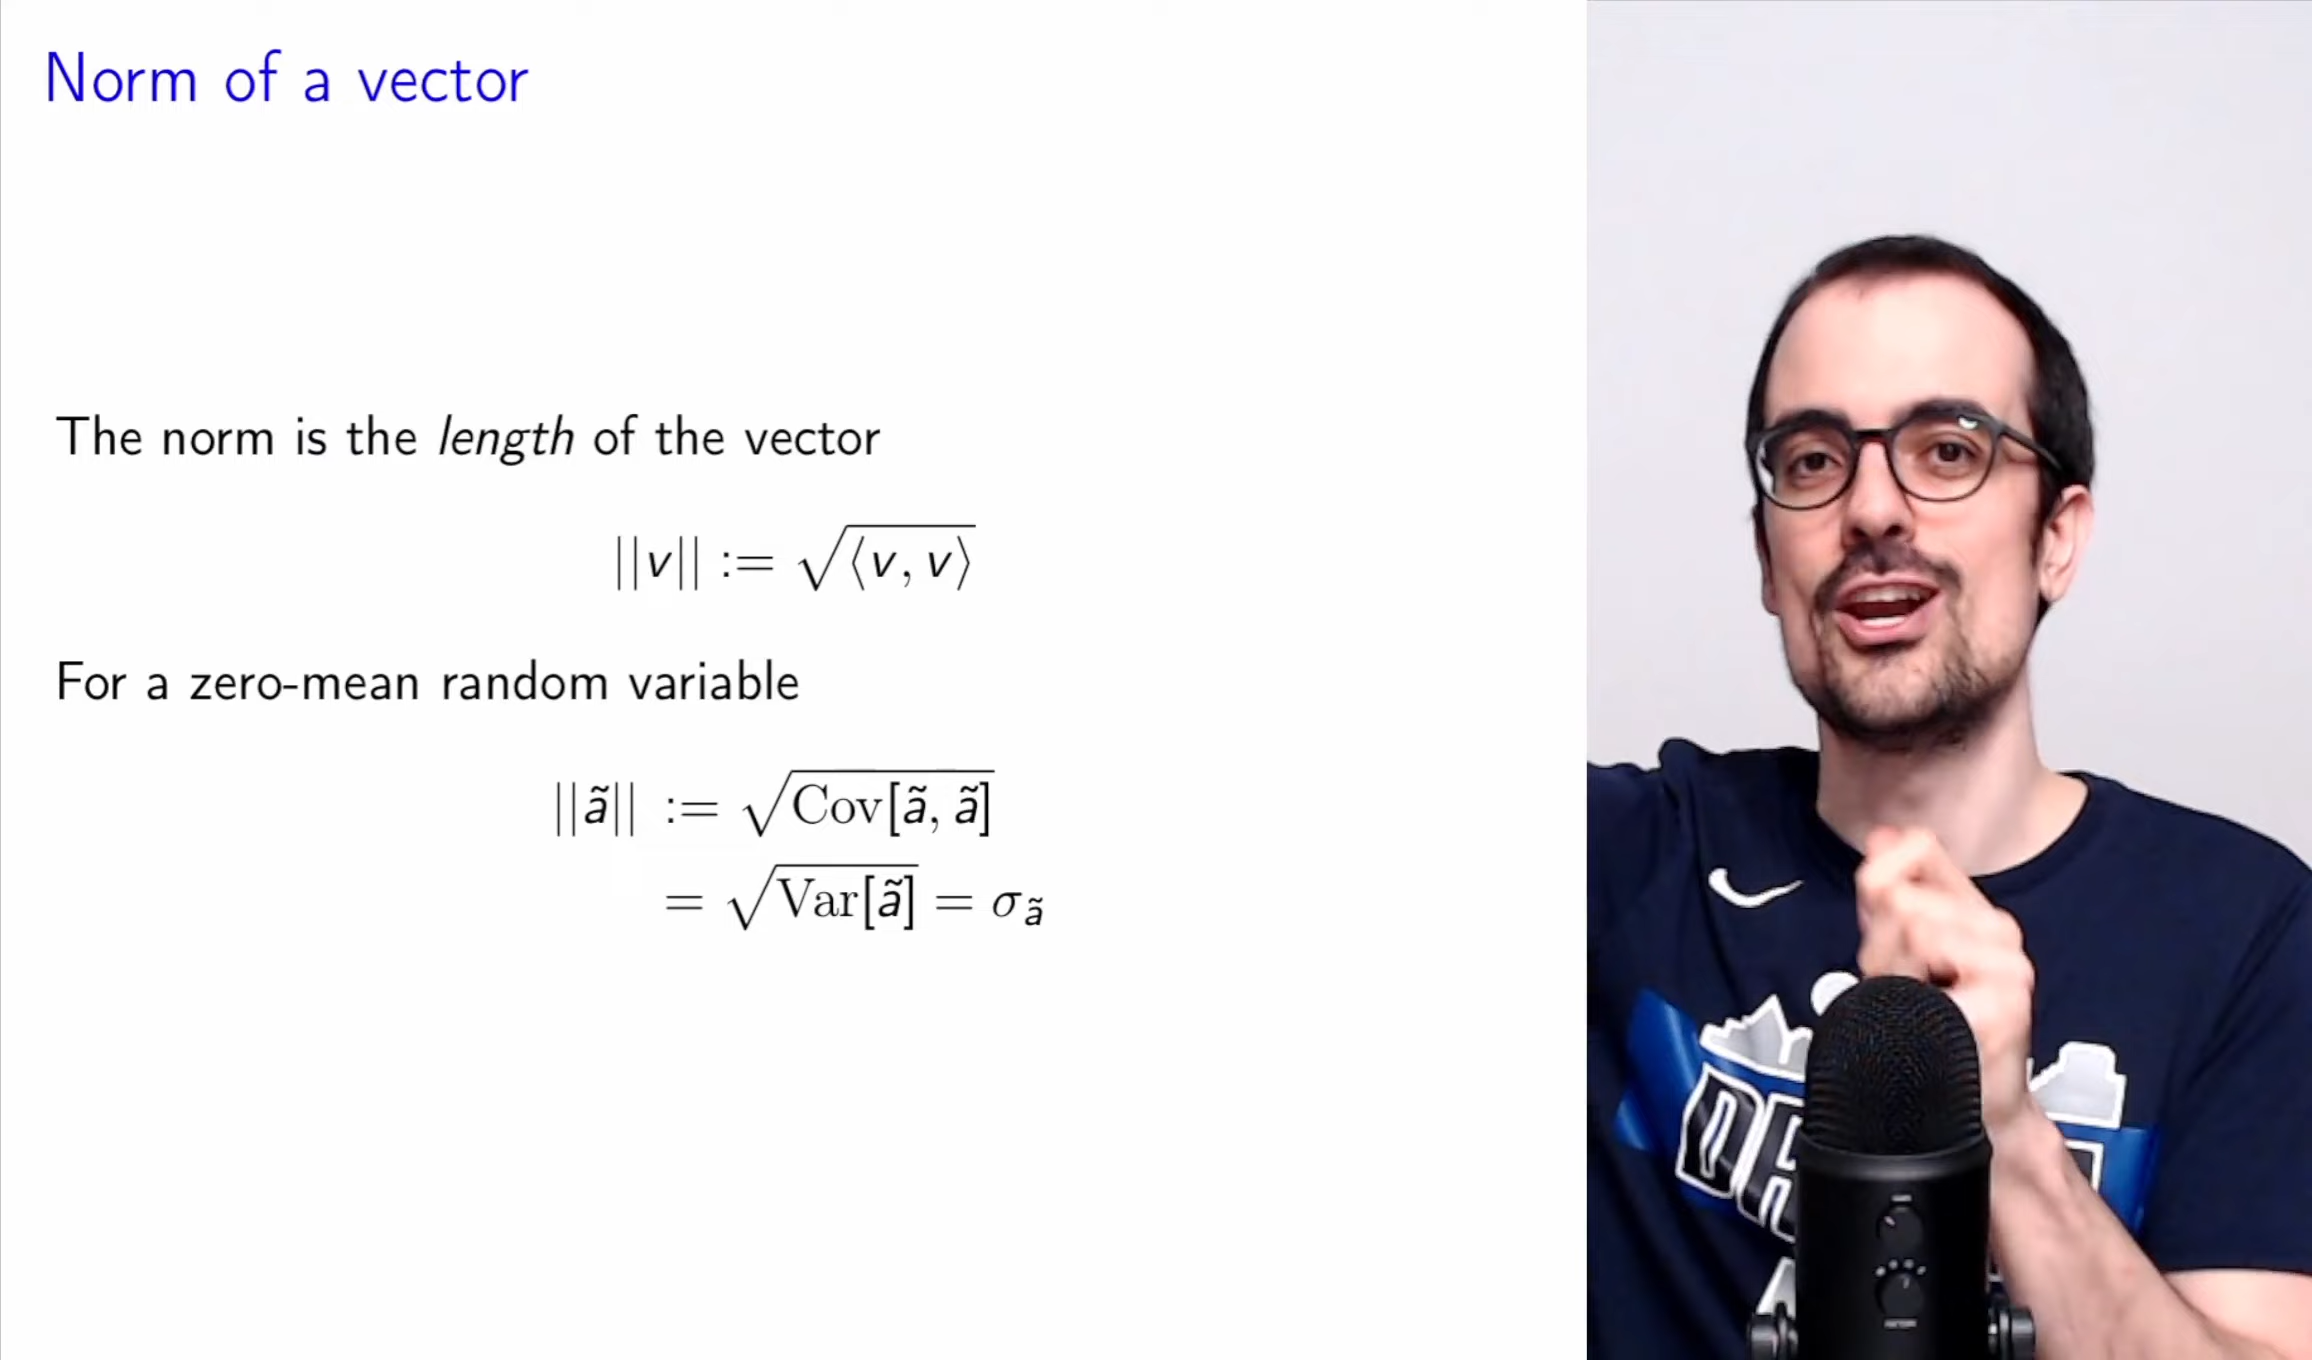 Norm of a vector
The norm is the length of the vector
||v|| := √⟨v, v⟩
For a zero-mean random variable
||ã|| := √Cov[ã, ã]
= √Var[ã] = σ_ã